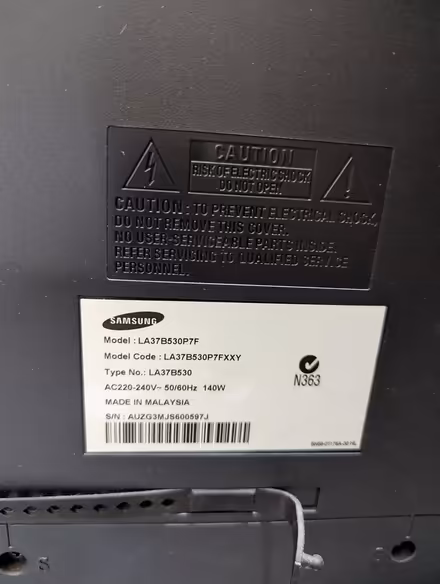 CAUTION
RISK OF ELECTRIC SHOCK
DO NOT OPEN
CAUTION : TO PREVENT ELECTRICAL SHOCK,
DO NOT REMOVE THIS COVER.
NO USER-SERVICEABLE PARTS INSIDE.
REFER SERVICING TO QUALIFIED SERVICE
PERSONNEL.
SAMSUNG
Model : LA37B530P7F
Model Code : LA37B530P7FXXY
Type No.: LA37B530
AC220-240V~ 50/60Hz 140W
MADE IN MALAYSIA
S/N : AUZG3MJS600597J
N363
S